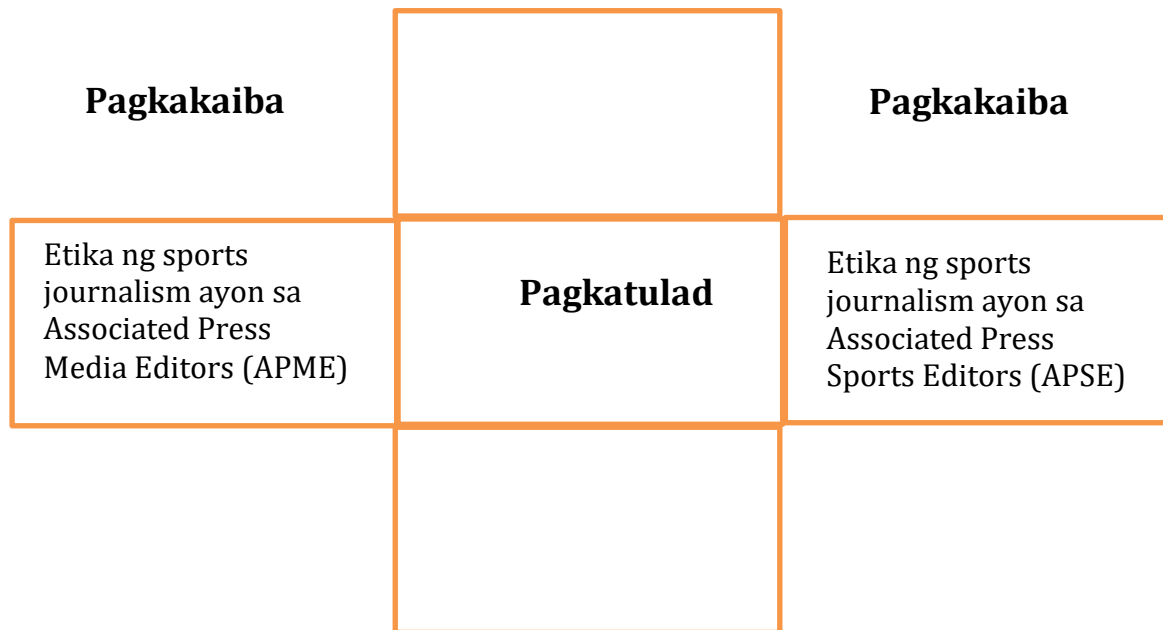 Pagkakaiba
Pagkakaiba
Etika ng sports
journalism ayon sa
Associated Press
Media Editors (APME)
Pagkatulad
Etika ng sports
journalism ayon sa
Associated Press
Sports Editors (APSE)